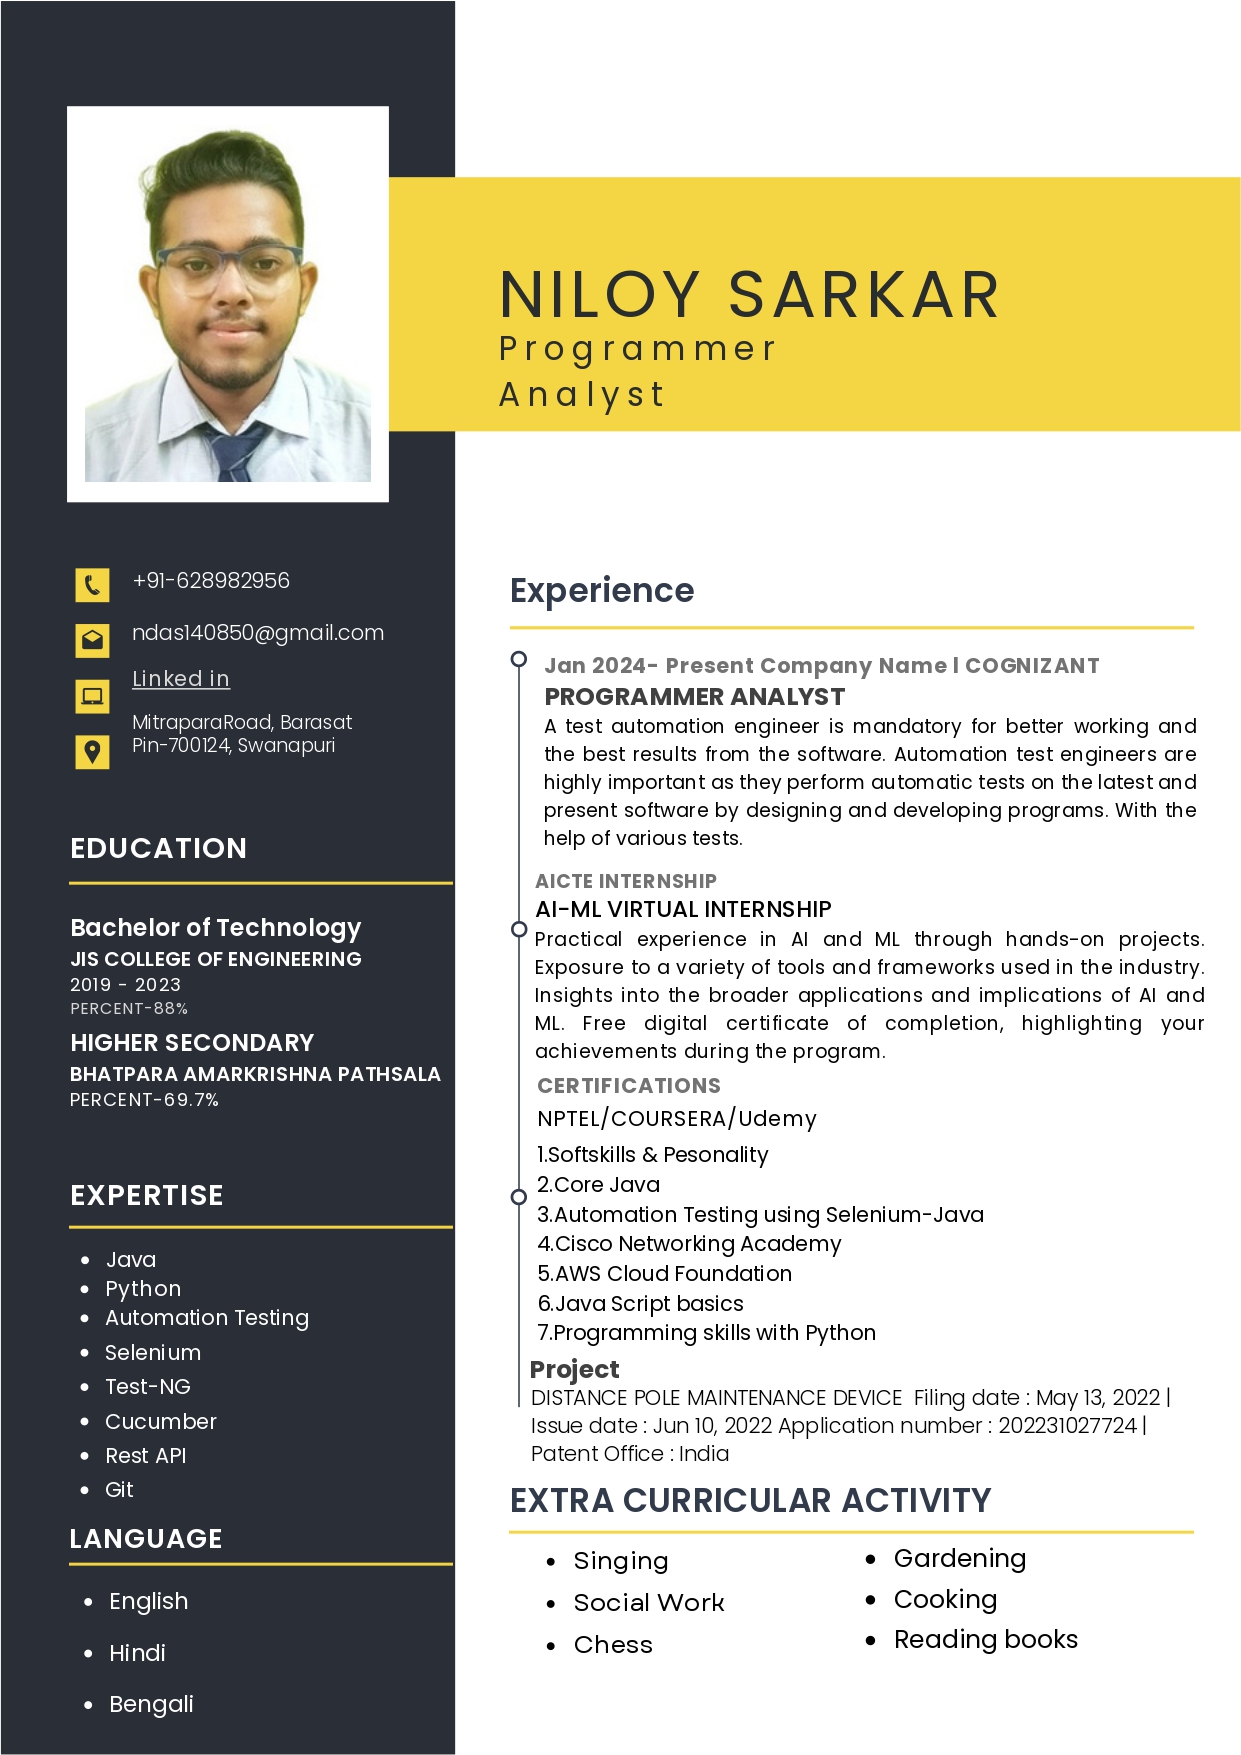 NILOY SARKAR
Programmer
Analyst
+91-628982956
ndas140850@gmail.com
Linked in
MitraparaRoad, Barasat
Pin-700124, Swanapuri
EDUCATION
Bachelor of Technology
JIS COLLEGE OF ENGINEERING
2019 - 2023
PERCENT-88%
HIGHER SECONDARY
BHATPARA AMARKRISHNA PATHSALA
PERCENT-69.7%
EXPERTISE
• Java
• Python
• Automation Testing
• Selenium
• Test-NG
• Cucumber
• Rest API
• Git
LANGUAGE
• English
• Hindi
• Bengali
Experience
Jan 2024- Present Company Name l COGNIZANT
PROGRAMMER ANALYST
A test automation engineer is mandatory for better working and
the best results from the software. Automation test engineers are
highly important as they perform automatic tests on the latest and
present software by designing and developing programs. With the
help of various tests.
AICTE INTERNSHIP
AI-ML VIRTUAL INTERNSHIP
Practical experience in AI and ML through hands-on projects.
Exposure to a variety of tools and frameworks used in the industry.
Insights into the broader applications and implications of AI and
ML. Free digital certificate of completion, highlighting your
achievements during the program.
CERTIFICATIONS
NPTEL/COURSERA/Udemy
1.Softskills & Pesonality
2.Core Java
3.Automation Testing using Selenium-Java
4.Cisco Networking Academy
5.AWS Cloud Foundation
6.Java Script basics
7.Programming skills with Python
Project
DISTANCE POLE MAINTENANCE DEVICE Filing date : May 13, 2022 |
Issue date : Jun 10, 2022 Application number : 202231027724 |
Patent Office : India
EXTRA CURRICULAR ACTIVITY
• Singing
• Social Work
• Chess
• Gardening
• Cooking
• Reading books